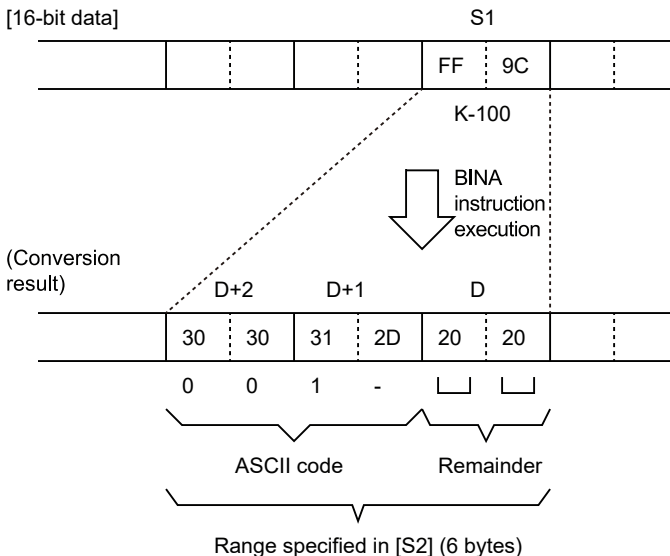 [16-bit data] S1
FF 9C
K-100
BINA
instruction
execution
(Conversion
result)
D+2 D+1 D
30 30 31 2D 20 20
0 0 1 -
ASCII code Remainder
Range specified in [S2] (6 bytes)